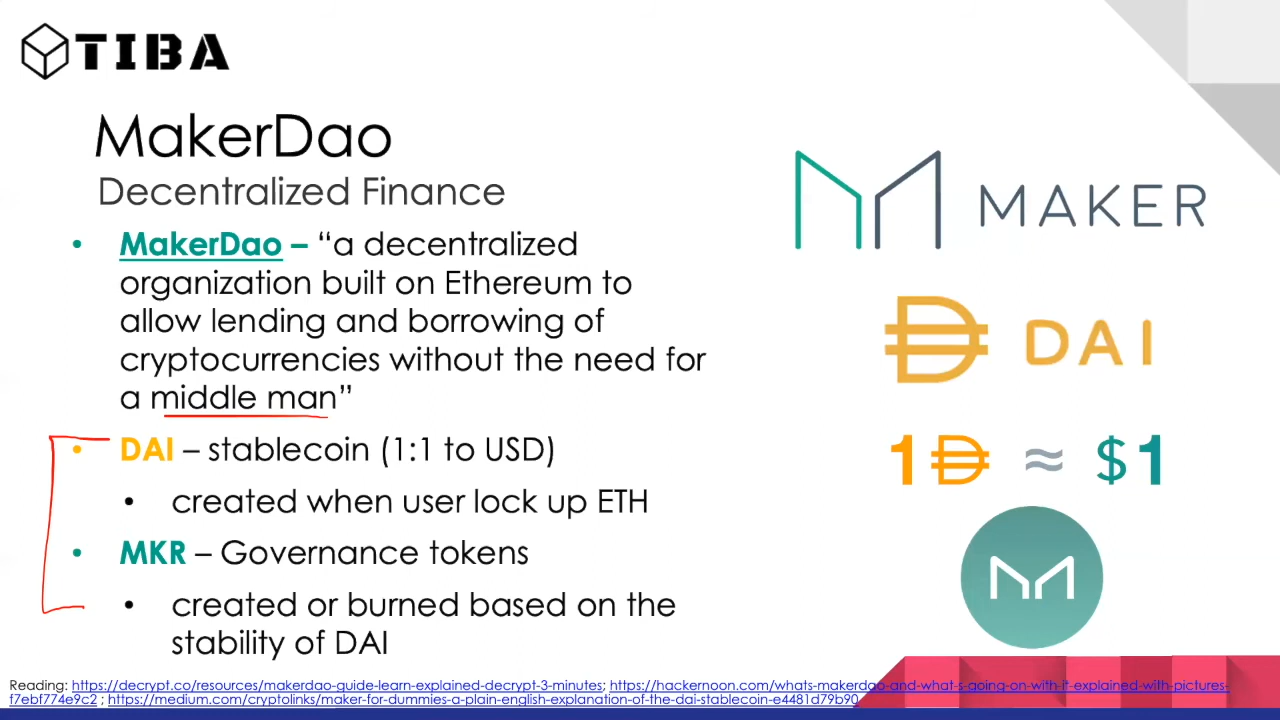 TIBA
MakerDao
Decentralized Finance
• MakerDao – “a decentralized
organization built on Ethereum to
allow lending and borrowing of
cryptocurrencies without the need for
a middle man”
• DAI – stablecoin (1:1 to USD)
• created when user lock up ETH
• MKR – Governance tokens
• created or burned based on the
stability of DAI
MAKER
DAI
1 ≈ $1
Reading: https://decrypt.co/resources/makerdao-guide-learn-explained-decrypt-3-minutes; https://hackernoon.com/whats-makerdao-and-what-s-going-on-with-it-explained-with-pictures-
f7ebf774e9c2 ; https://medium.com/cryptolinks/maker-for-dummies-a-plain-english-explanation-of-the-dai-stablecoin-e4481d79b90